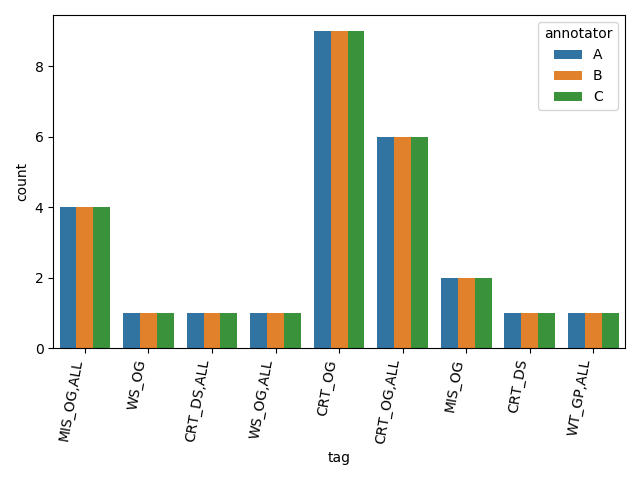 annotator
A
B
C
count
8
6
4
2
0
MIS_OG,ALL
WS_OG
CRT_DS,ALL
WS_OG,ALL
CRT_OG
CRT_OG,ALL
MIS_OG
CRT_DS
WT_GP,ALL
tag